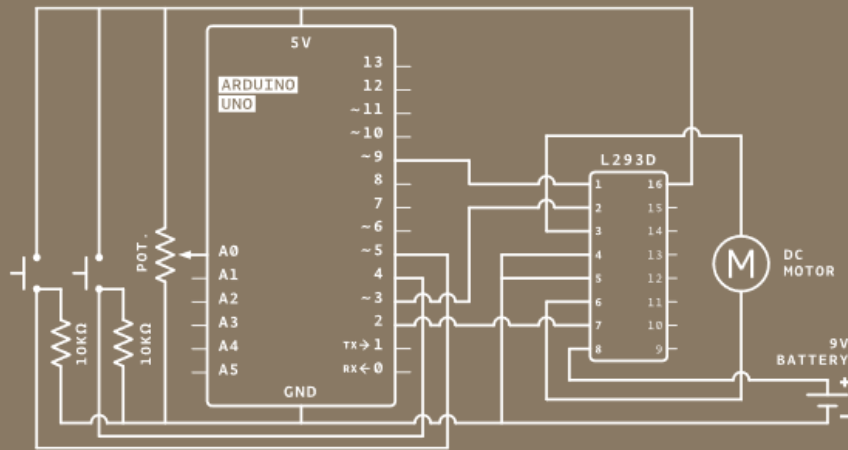 5V
ARDUINO
UNO
13
12
~11
~10
~9
8
7
~6
~5
4
~3
2
TX→1
RX←0
A0
A1
A2
A3
A4
A5
GND
POT.
10KΩ
10KΩ
L293D
1 16
2 15
3 14
4 13
5 12
6 11
7 10
8 9
M
DC
MOTOR
9V
BATTERY
+
-